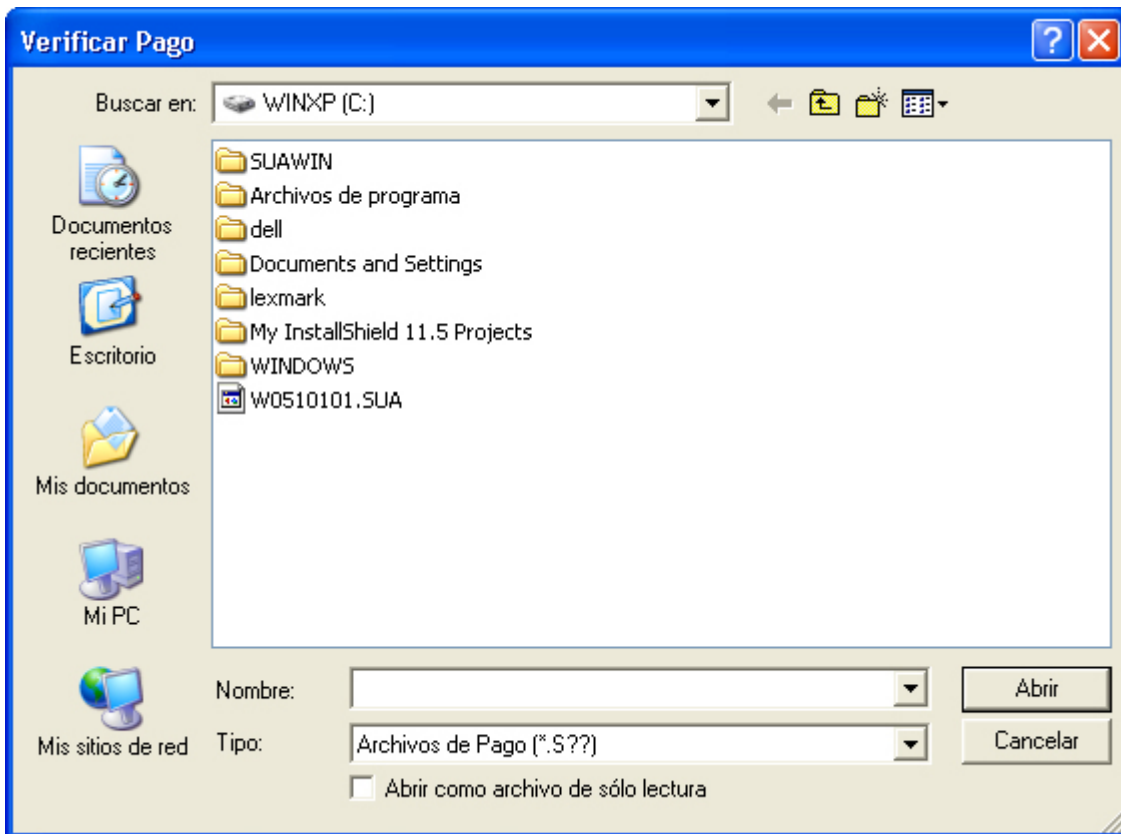 Verificar Pago
Buscar en:
WINXP (C:)
Documentos
recientes
Escritorio
Mis documentos
Mi PC
Mis sitios de red
SUAWIN
Archivos de programa
dell
Documents and Settings
lexmark
My InstallShield 11.5 Projects
WINDOWS
W0510101.SUA
Nombre:
Abrir
Tipo:
Archivos de Pago (*.S??)
Cancelar
Abrir como archivo de sólo lectura